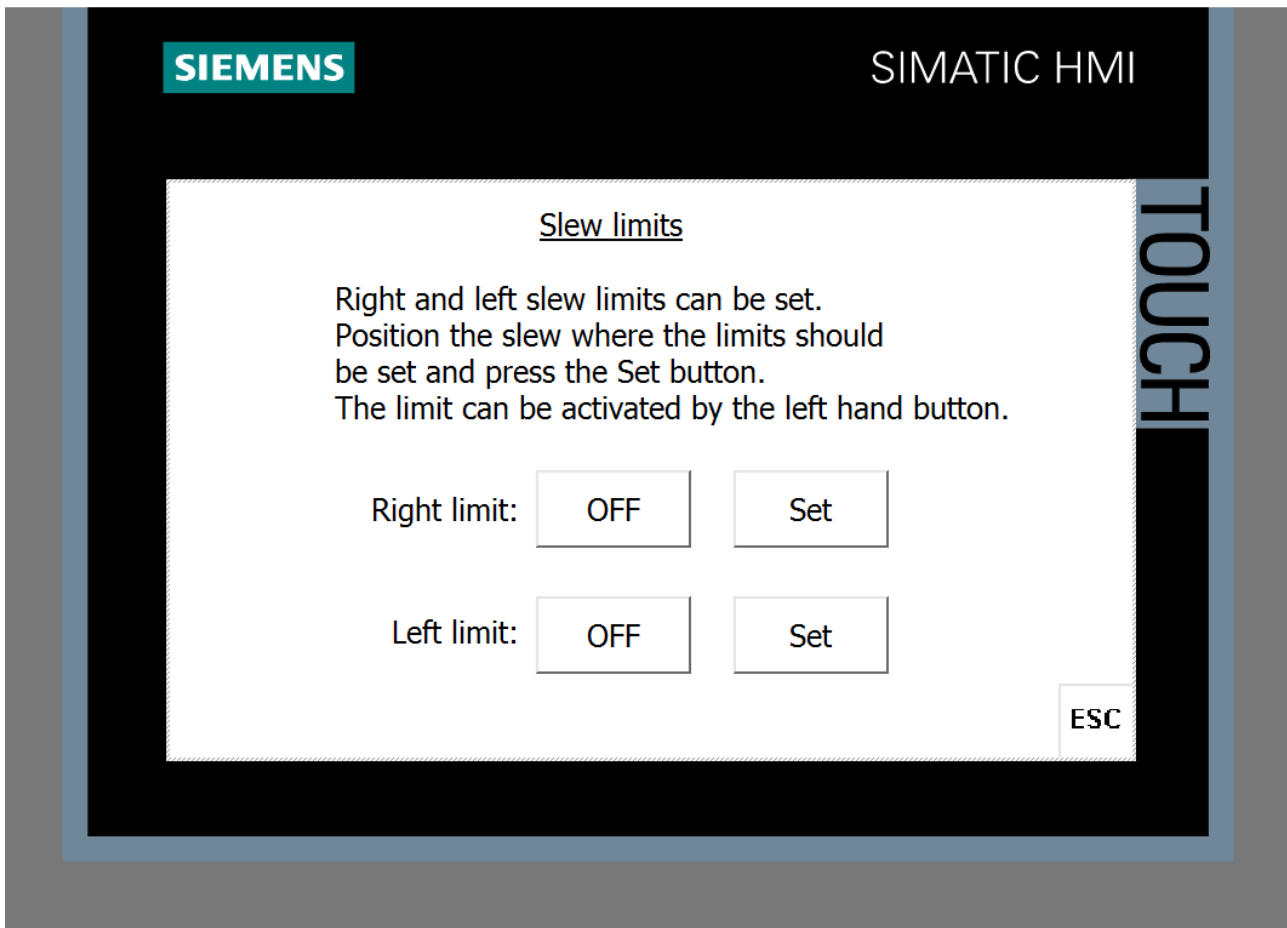 SIEMENS
SIMATIC HMI
TOUCH
Slew limits
Right and left slew limits can be set.
Position the slew where the limits should
be set and press the Set button.
The limit can be activated by the left hand button.
Right limit: OFF Set
Left limit: OFF Set
ESC